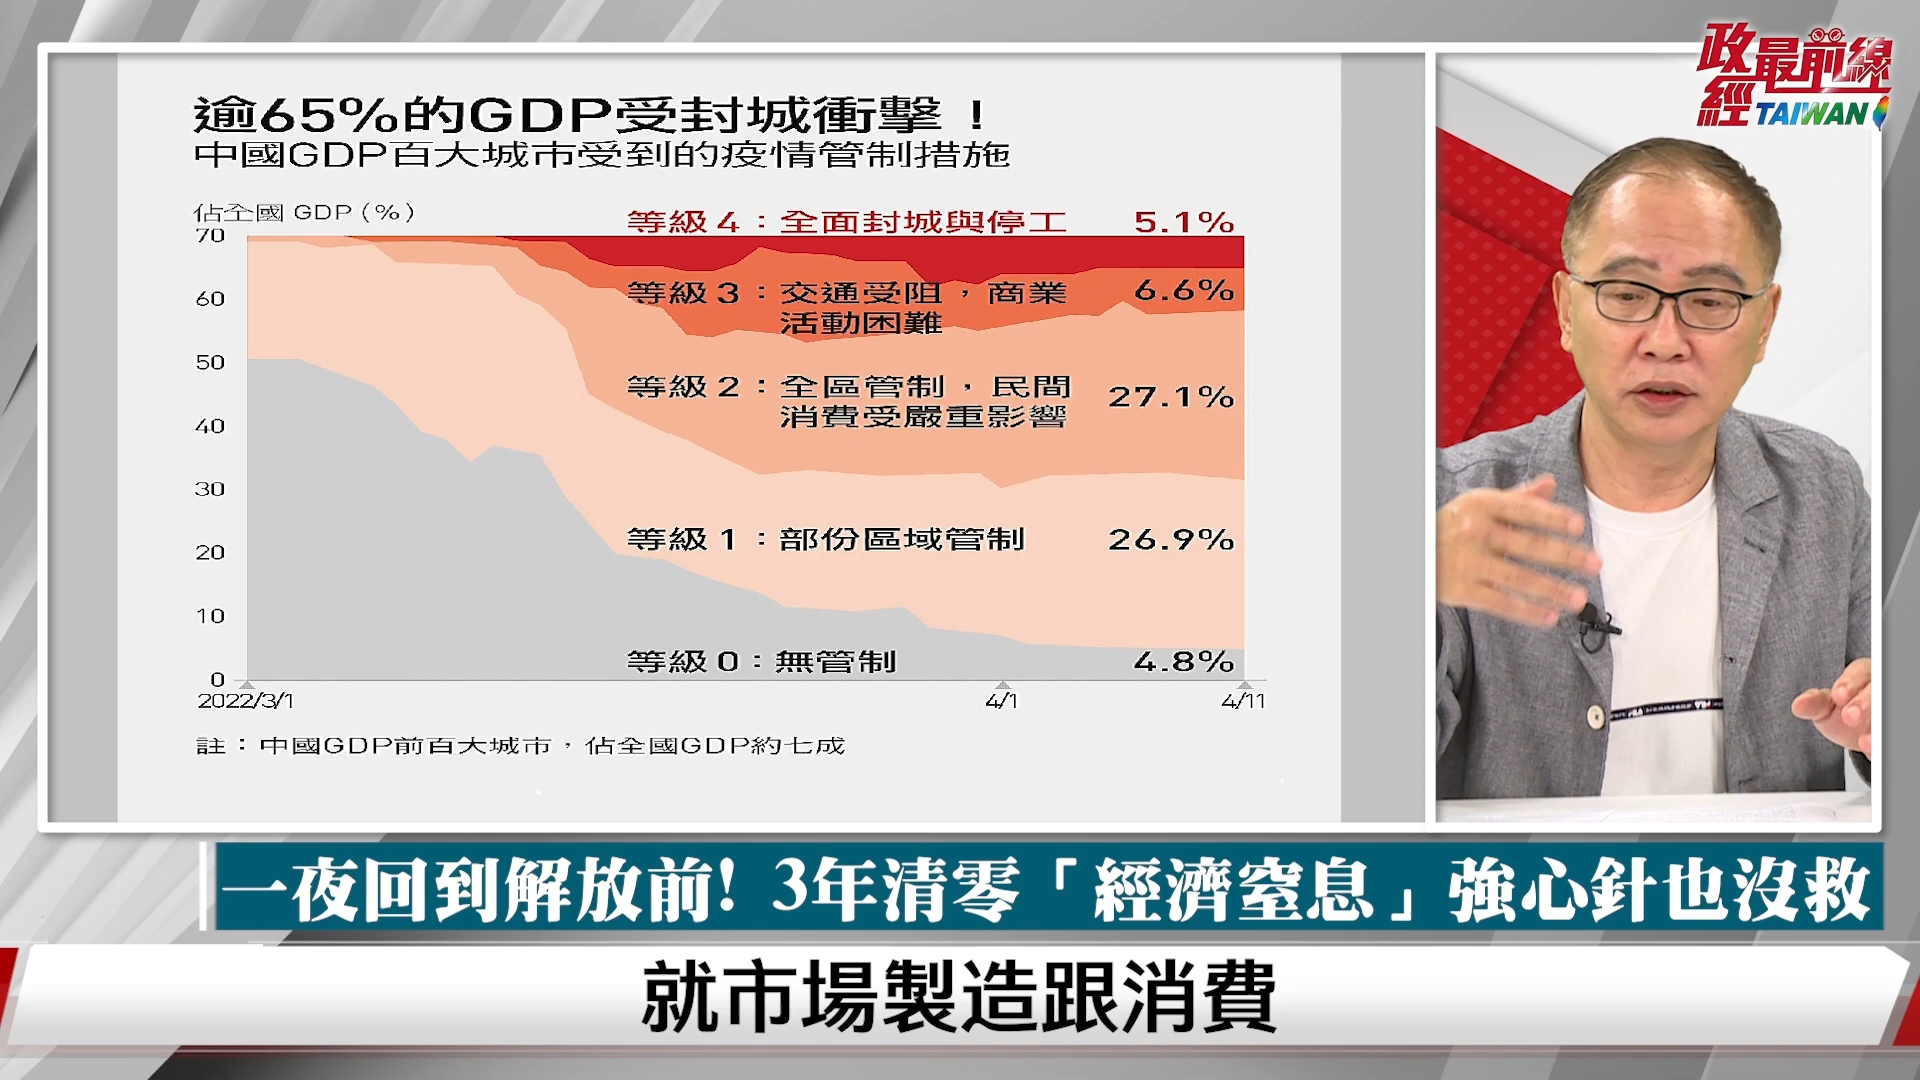 政經最前線
TAIWAN
逾65%的GDP受封城衝擊！
中國GDP百大城市受到的疫情管制措施
佔全國 GDP（%）
等級4：全面封城與停工 5.1%
70
等級3：交通受阻，商業 6.6%
活動困難
60
50
等級2：全區管制，民間 27.1%
消費受嚴重影響
40
30
等級1：部份區域管制 26.9%
20
10
等級0：無管制 4.8%
0
2022/3/1 4/1 4/11
註：中國GDP前百大城市，佔全國GDP約七成
一夜回到解放前! 3年清零「經濟窒息」強心針也沒救
就市場製造跟消費